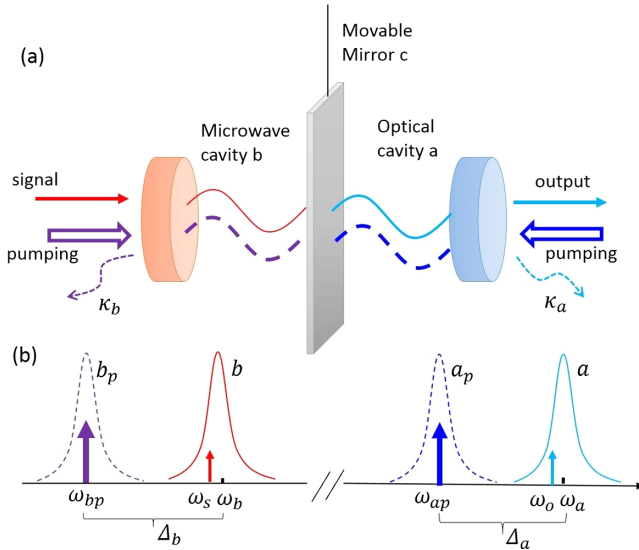 (a)
Movable
Mirror c
Microwave
cavity b
Optical
cavity a
signal
output
pumping
pumping
κ_b
κ_a
(b)
b_p
b
a_p
a
ω_bp
ω_s ω_b
ω_ap
ω_o ω_a
Δ_b
Δ_a